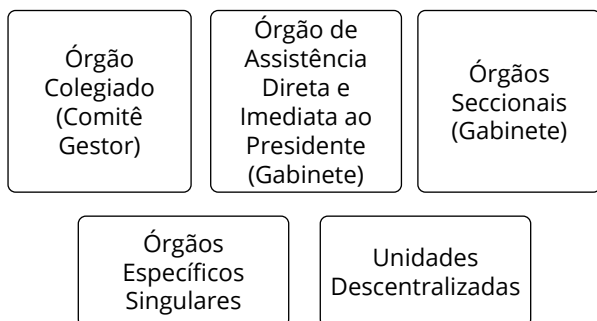 Órgão
Colegiado
(Comitê
Gestor)
Órgão de
Assistência
Direta e
Imediata ao
Presidente
(Gabinete)
Órgãos
Seccionais
(Gabinete)
Órgãos
Específicos
Singulares
Unidades
Descentralizadas